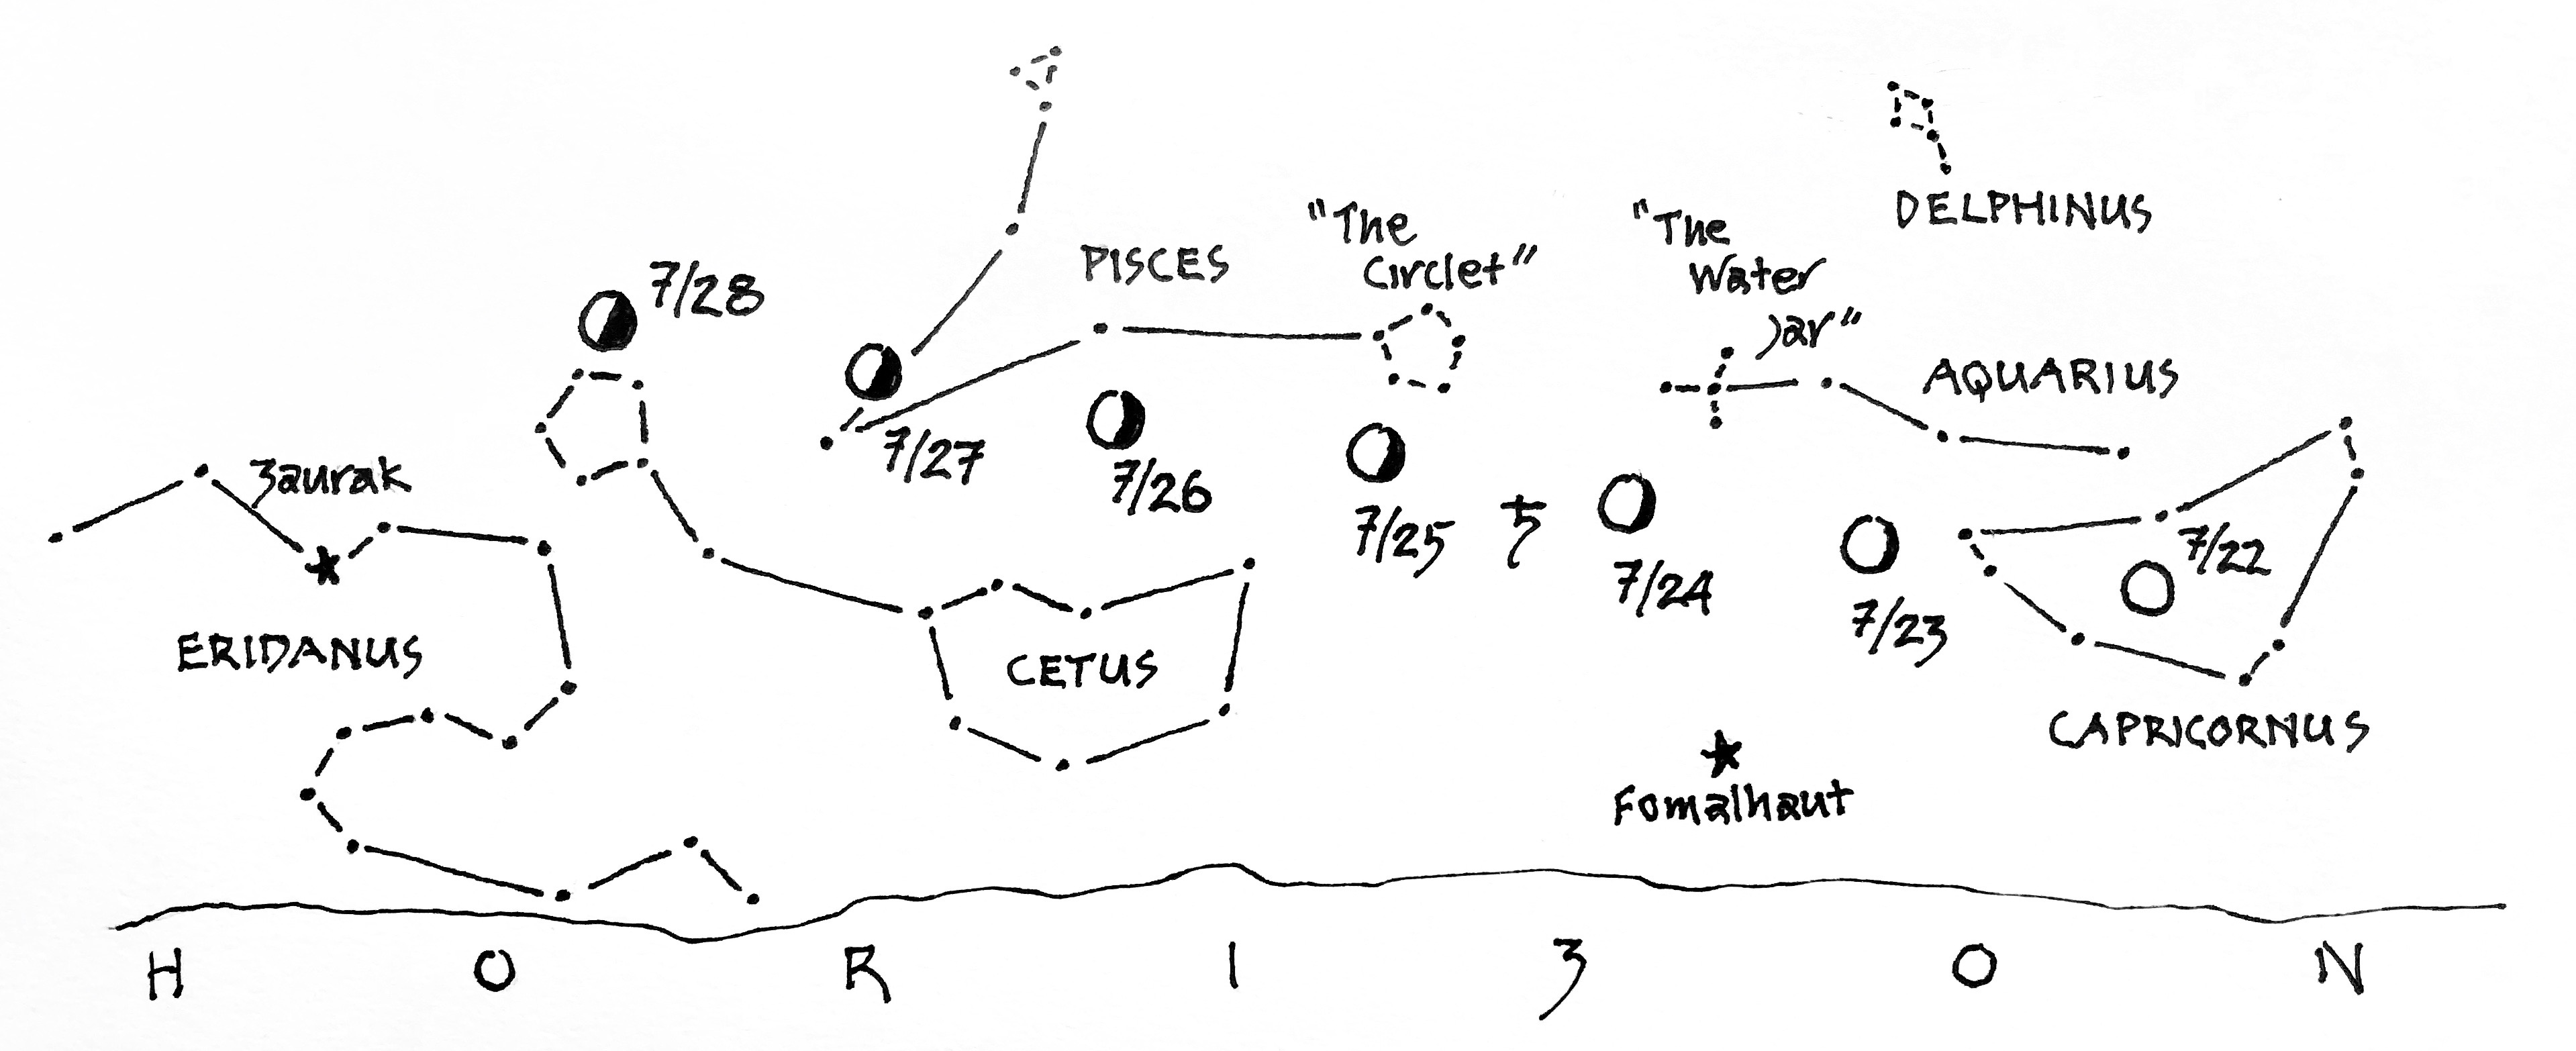 DELPHINUS
"The
Circlet"
"The
Water
Jar"
PISCES
7/28
AQUARIUS
7/27
7/26
Zaurak
7/25
♄
7/24
7/23
7/22
ERIDANUS
CETUS
CAPRICORNUS
Fomalhaut
H O R I Z O N